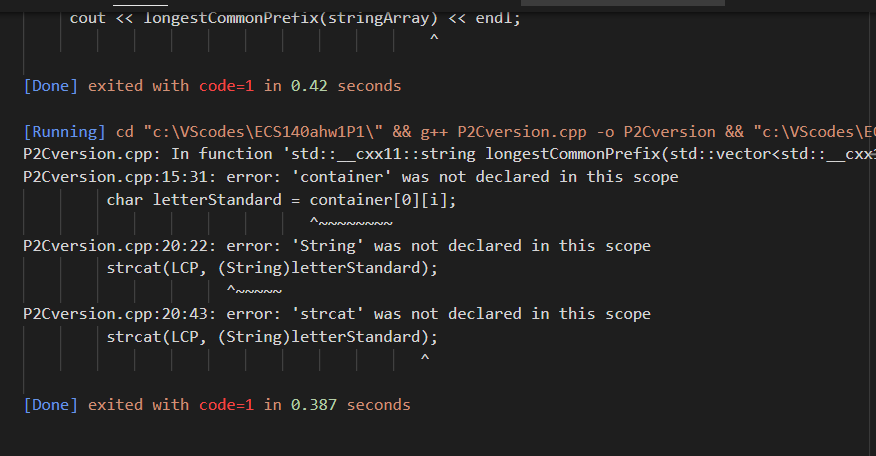 cout << longestCommonPrefix(stringArray) << endl;
^
[Done] exited with code=1 in 0.42 seconds
[Running] cd "c:\VScodes\ECS140ahw1P1\" && g++ P2Cversion.cpp -o P2Cversion && "c:\VScodes\EC
P2Cversion.cpp: In function 'std::__cxx11::string longestCommonPrefix(std::vector<std::__cxx
P2Cversion.cpp:15:31: error: 'container' was not declared in this scope
char letterStandard = container[0][i];
^~~~~~~~~
P2Cversion.cpp:20:22: error: 'String' was not declared in this scope
strcat(LCP, (String)letterStandard);
^~~~~~
P2Cversion.cpp:20:43: error: 'strcat' was not declared in this scope
strcat(LCP, (String)letterStandard);
^
[Done] exited with code=1 in 0.387 seconds